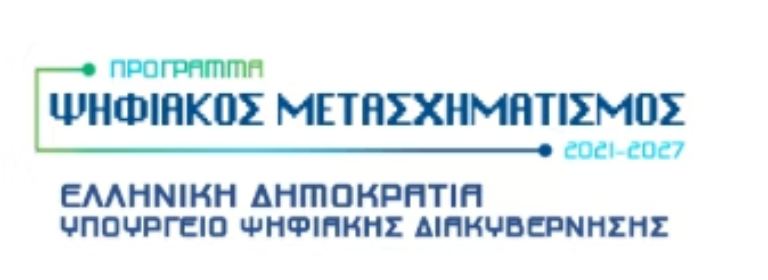 ΠΡΟΓΡΑΜΜΑ
ΨΗΦΙΑΚΟΣ ΜΕΤΑΣΧΗΜΑΤΙΣΜΟΣ
2021-2027
ΕΛΛΗΝΙΚΗ ΔΗΜΟΚΡΑΤΙΑ
ΥΠΟΥΡΓΕΙΟ ΨΗΦΙΑΚΗΣ ΔΙΑΚΥΒΕΡΝΗΣΗΣ